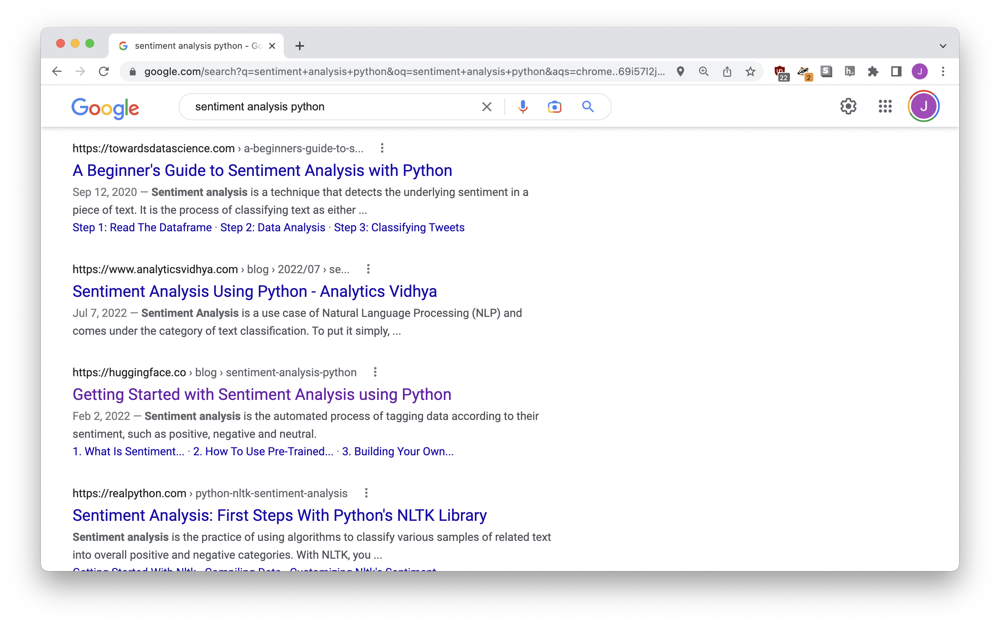 sentiment analysis python - Go
google.com/search?q=sentiment+analysis+python&oq=sentiment+analysis+python&aqs=chrome..69i57l2j...
22
2
S
h.
J
Google
sentiment analysis python
J
https://towardsdatascience.com › a-beginners-guide-to-s...
A Beginner's Guide to Sentiment Analysis with Python
Sep 12, 2020 — Sentiment analysis is a technique that detects the underlying sentiment in a
piece of text. It is the process of classifying text as either ...
Step 1: Read The Dataframe · Step 2: Data Analysis · Step 3: Classifying Tweets
https://www.analyticsvidhya.com › blog › 2022/07 › se...
Sentiment Analysis Using Python - Analytics Vidhya
Jul 7, 2022 — Sentiment Analysis is a use case of Natural Language Processing (NLP) and
comes under the category of text classification. To put it simply, ...
https://huggingface.co › blog › sentiment-analysis-python
Getting Started with Sentiment Analysis using Python
Feb 2, 2022 — Sentiment analysis is the automated process of tagging data according to their
sentiment, such as positive, negative and neutral.
1. What Is Sentiment... · 2. How To Use Pre-Trained... · 3. Building Your Own...
https://realpython.com › python-nltk-sentiment-analysis
Sentiment Analysis: First Steps With Python's NLTK Library
Sentiment analysis is the practice of using algorithms to classify various samples of related text
into overall positive and negative categories. With NLTK, you ...
Getting Started With Nltk · Compiling Data · Customizing Nltk's Sentiment